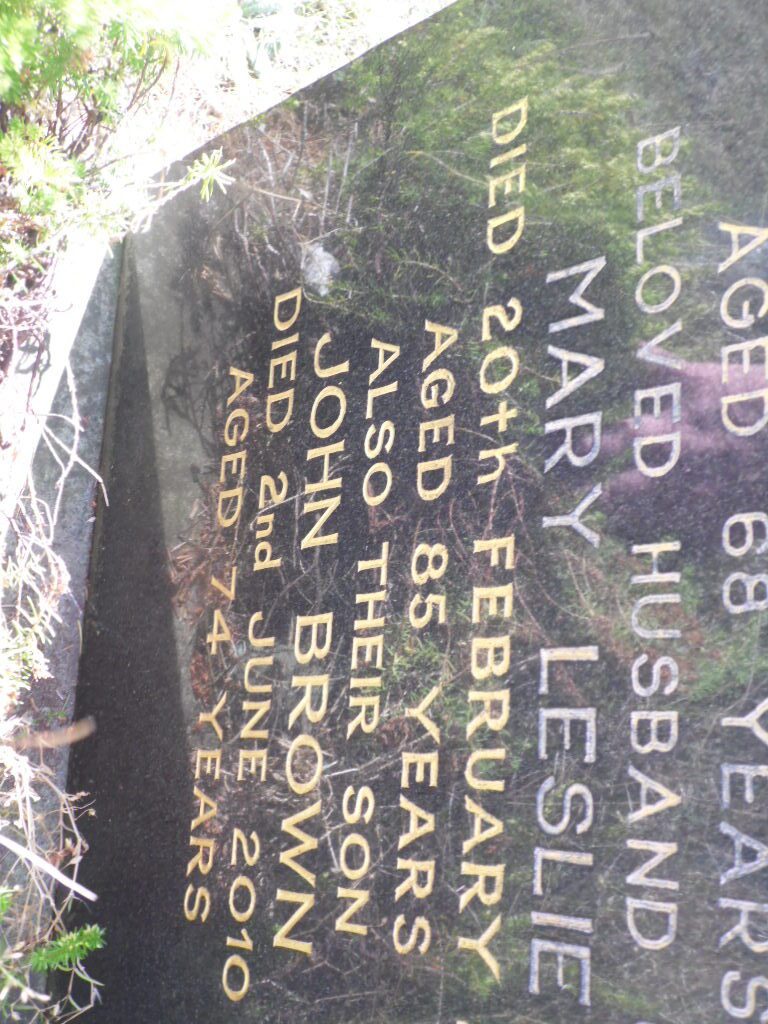 AGED 68 YEARS
BELOVED HUSBAND
MARY LESLIE
DIED 20th FEBRUARY
AGED 85 YEARS
ALSO THEIR SON
JOHN BROWN
DIED 2nd JUNE 2010
AGED 74 YEARS